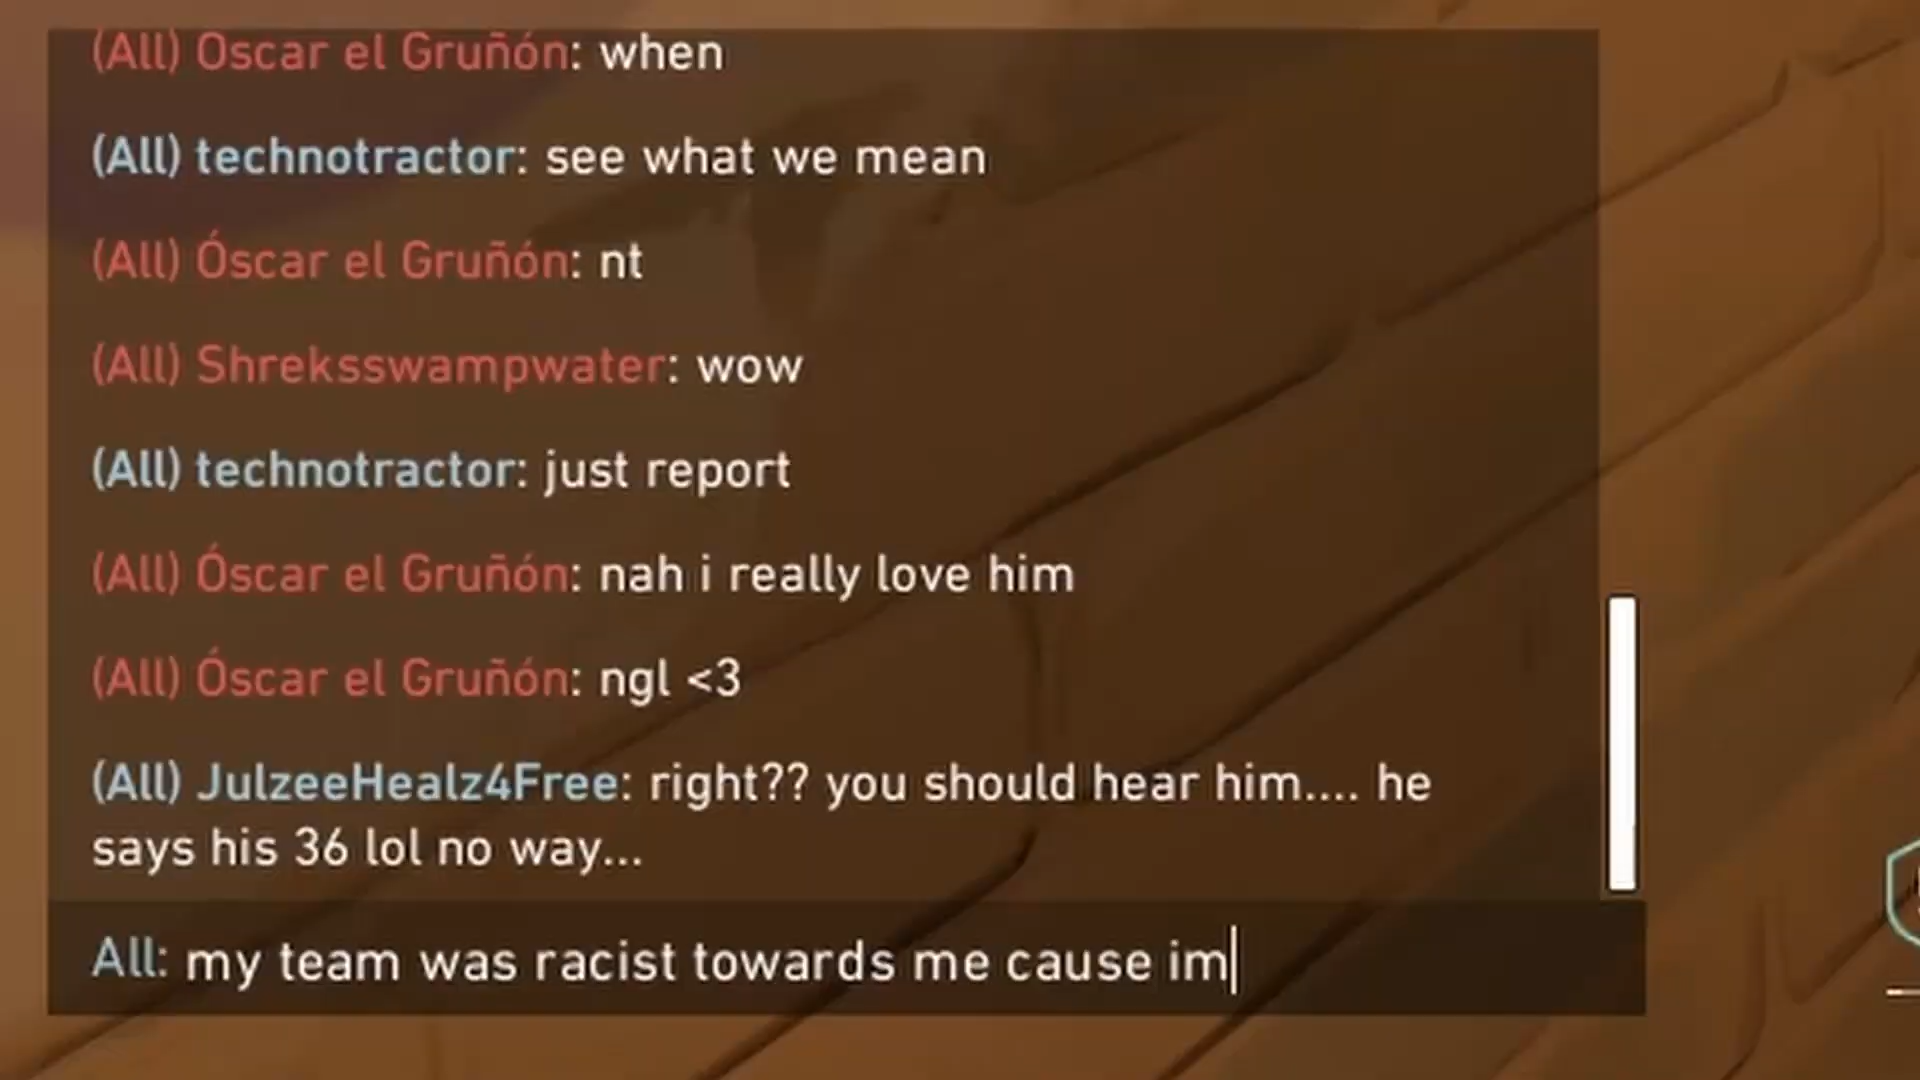 (All) Óscar el Gruñón: when
(All) technotractor: see what we mean
(All) Óscar el Gruñón: nt
(All) Shreksswampwater: wow
(All) technotractor: just report
(All) Óscar el Gruñón: nah i really love him
(All) Óscar el Gruñón: ngl <3
(All) JulzeeHealz4Free: right?? you should hear him.... he
says his 36 lol no way...
All: my team was racist towards me cause im